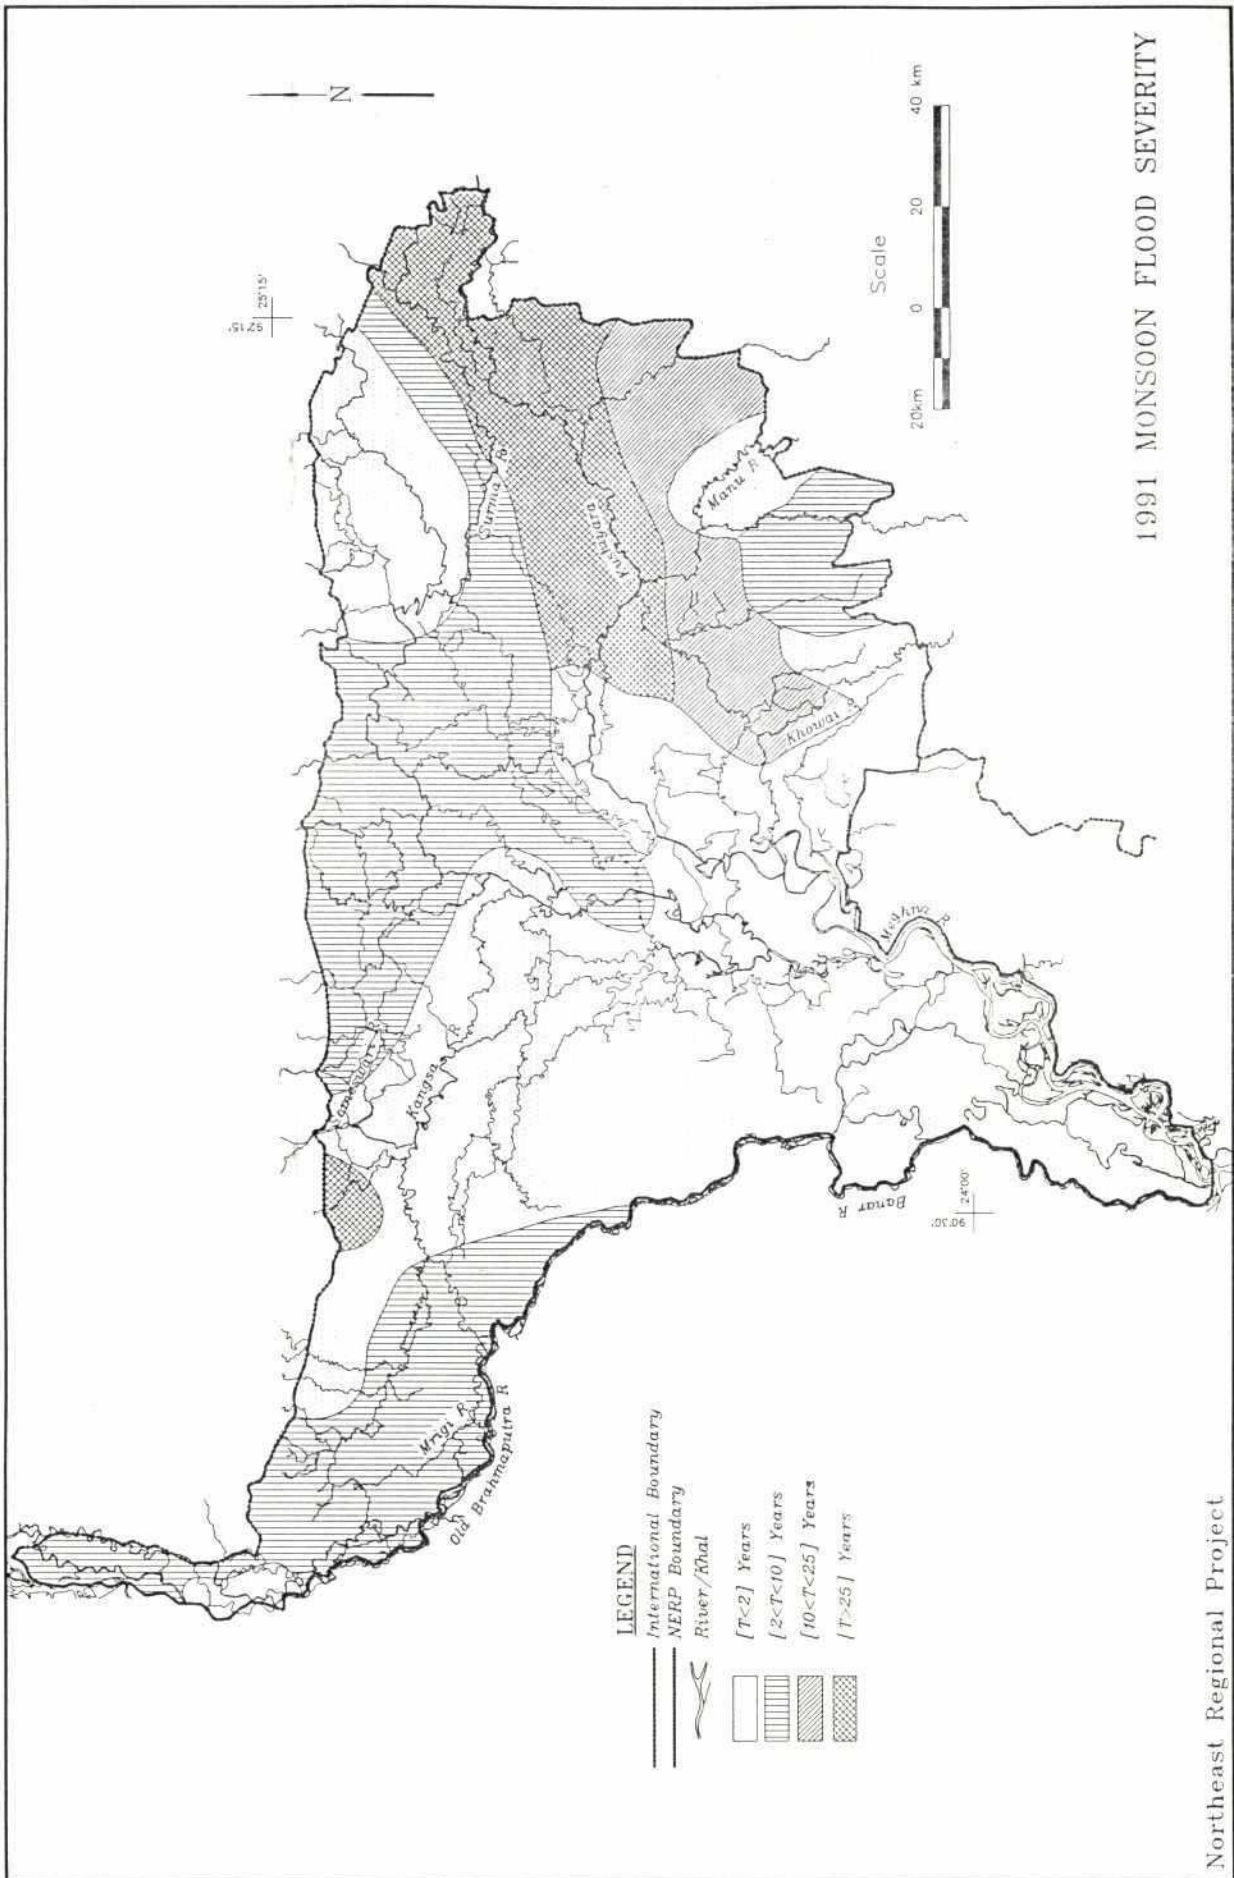 1991 MONSOON FLOOD SEVERITY
N
92°15'
25°15'
Scale
20km 0 20 40 km
Surma R
Kushiyara
Manu R
Khowai R
Meghna R
Someswari R
Kangsa R
Banar R
90°30'
24°00'
Mrigi R
Old Brahmaputra R
LEGEND
International Boundary
NERP Boundary
River/Khal
[T<2] Years
[2<T<10] Years
[10<T<25] Years
[T>25] Years
Northeast Regional Project